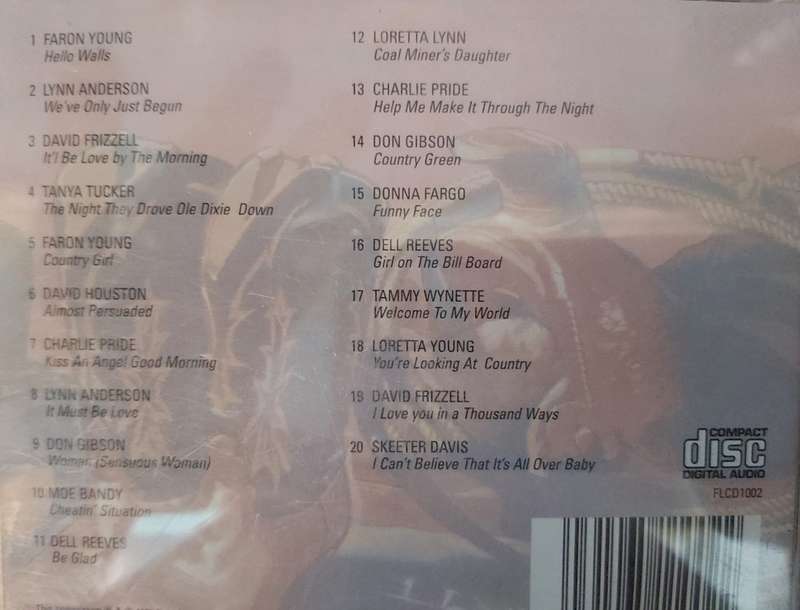 1 FARON YOUNG
Hello Walls
2 LYNN ANDERSON
We've Only Just Begun
3 DAVID FRIZZELL
It'l Be Love by The Morning
4 TANYA TUCKER
The Night They Drove Ole Dixie Down
5 FARON YOUNG
Country Girl
6 DAVID HOUSTON
Almost Persuaded
7 CHARLIE PRIDE
Kiss An Angel Good Morning
8 LYNN ANDERSON
It Must Be Love
9 DON GIBSON
Woman (Sensuous Woman)
10 MOE BANDY
Cheatin' Situation
11 DELL REEVES
Be Glad
12 LORETTA LYNN
Coal Miner's Daughter
13 CHARLIE PRIDE
Help Me Make It Through The Night
14 DON GIBSON
Country Green
15 DONNA FARGO
Funny Face
16 DELL REEVES
Girl on The Bill Board
17 TAMMY WYNETTE
Welcome To My World
18 LORETTA YOUNG
You're Looking At Country
19 DAVID FRIZZELL
I Love you in a Thousand Ways
20 SKEETER DAVIS
I Can't Believe That It's All Over Baby
COMPACT
disc
DIGITAL AUDIO
FLCD1002